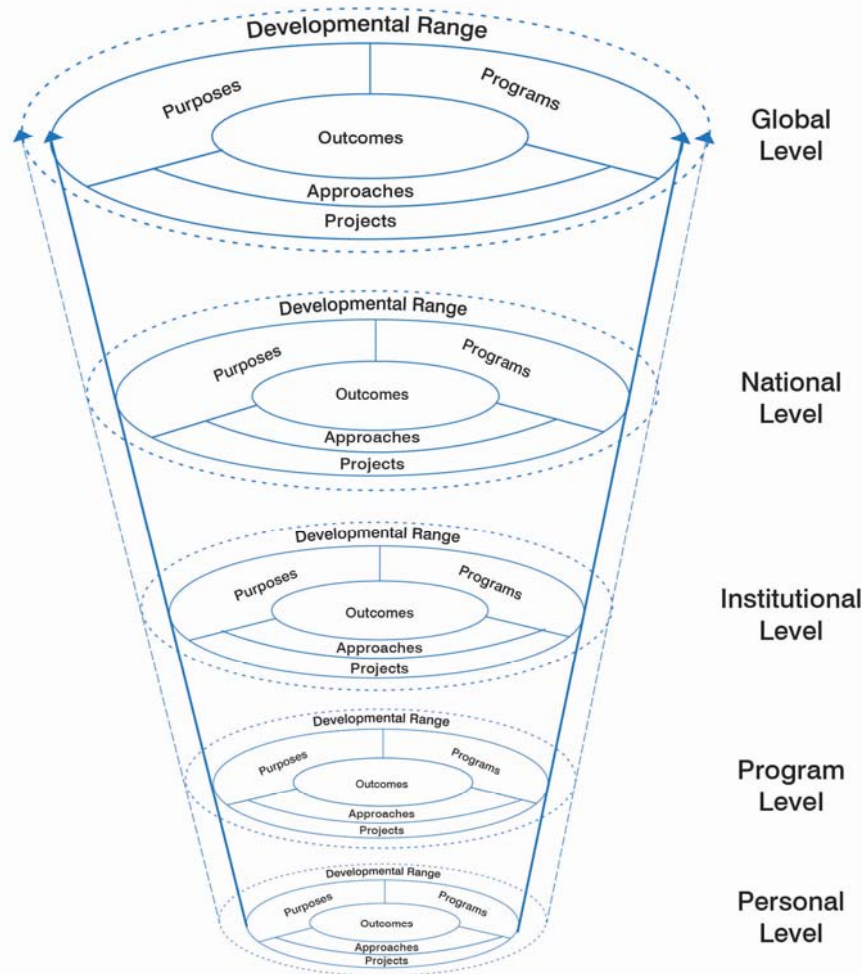 Developmental Range
Purposes
Programs
Outcomes
Approaches
Projects
Global
Level
Developmental Range
Purposes
Programs
Outcomes
Approaches
Projects
National
Level
Developmental Range
Purposes
Programs
Outcomes
Approaches
Projects
Institutional
Level
Developmental Range
Purposes
Programs
Outcomes
Approaches
Projects
Program
Level
Developmental Range
Purposes
Programs
Outcomes
Approaches
Projects
Personal
Level